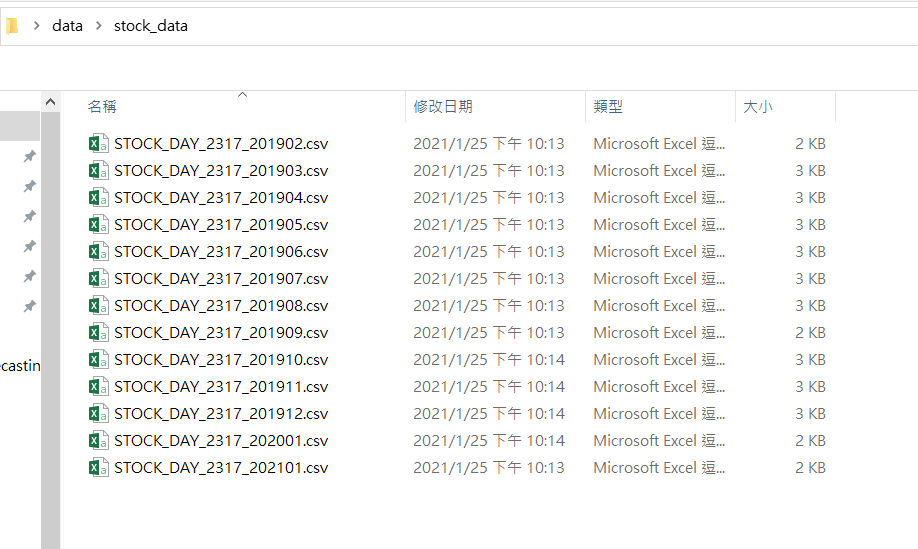 data > stock_data
名稱 修改日期 類型 大小
STOCK_DAY_2317_201902.csv 2021/1/25 下午 10:13 Microsoft Excel 逗... 2 KB
STOCK_DAY_2317_201903.csv 2021/1/25 下午 10:13 Microsoft Excel 逗... 3 KB
STOCK_DAY_2317_201904.csv 2021/1/25 下午 10:13 Microsoft Excel 逗... 3 KB
STOCK_DAY_2317_201905.csv 2021/1/25 下午 10:13 Microsoft Excel 逗... 3 KB
STOCK_DAY_2317_201906.csv 2021/1/25 下午 10:13 Microsoft Excel 逗... 3 KB
STOCK_DAY_2317_201907.csv 2021/1/25 下午 10:13 Microsoft Excel 逗... 3 KB
STOCK_DAY_2317_201908.csv 2021/1/25 下午 10:13 Microsoft Excel 逗... 3 KB
STOCK_DAY_2317_201909.csv 2021/1/25 下午 10:13 Microsoft Excel 逗... 2 KB
casting STOCK_DAY_2317_201910.csv 2021/1/25 下午 10:14 Microsoft Excel 逗... 3 KB
STOCK_DAY_2317_201911.csv 2021/1/25 下午 10:14 Microsoft Excel 逗... 3 KB
STOCK_DAY_2317_201912.csv 2021/1/25 下午 10:14 Microsoft Excel 逗... 3 KB
STOCK_DAY_2317_202001.csv 2021/1/25 下午 10:14 Microsoft Excel 逗... 2 KB
STOCK_DAY_2317_202101.csv 2021/1/25 下午 10:13 Microsoft Excel 逗... 2 KB